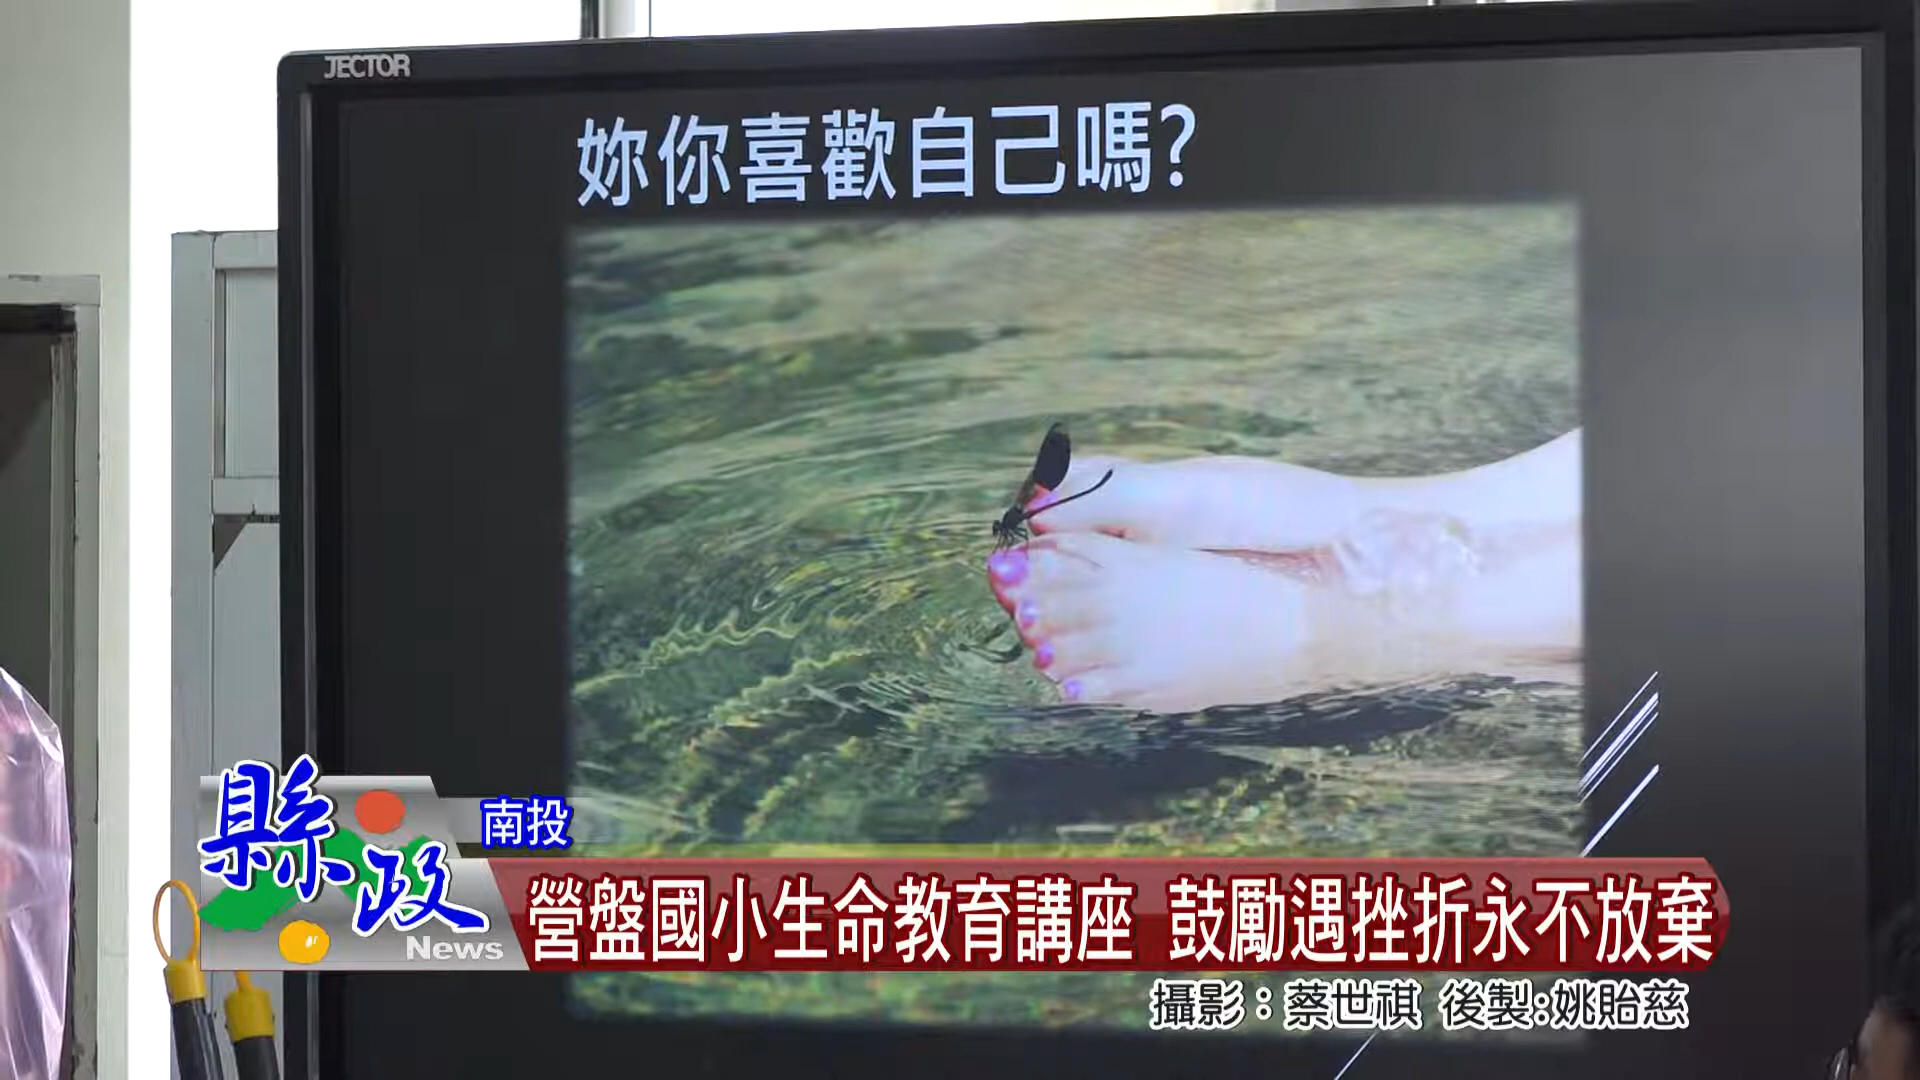 JECTOR
妳你喜歡自己嗎?
南投
縣政
News
營盤國小生命教育講座 鼓勵遇挫折永不放棄
攝影：蔡世祺 後製:姚貽慈